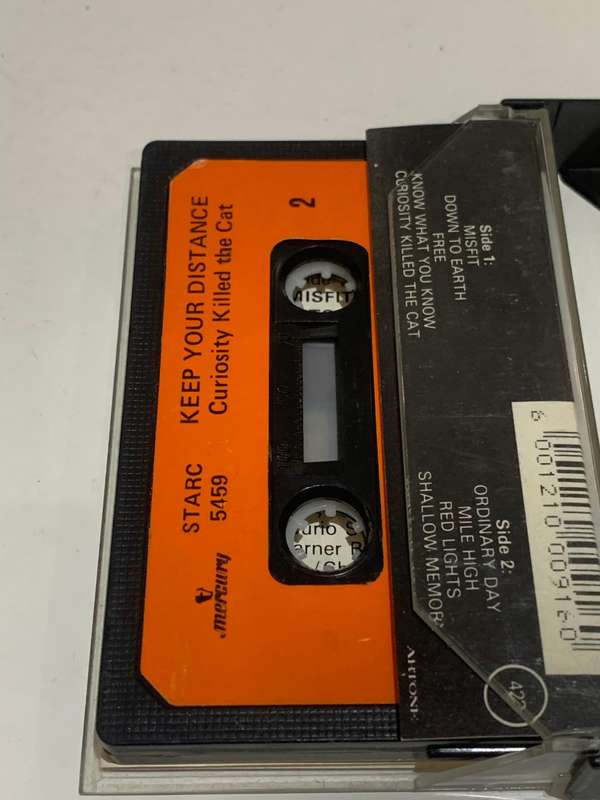 STARC KEEP YOUR DISTANCE
5459 Curiosity Killed the Cat
2
mercury
MISFIT
Side 1:
MISFIT
DOWN TO EARTH
FREE
KNOW WHAT YOU KNOW
CURIOSITY KILLED THE CAT
Side 2:
ORDINARY DAY
MILE HIGH
RED LIGHTS
SHALLOW MEMOR
ARTONE
6 001210 009160